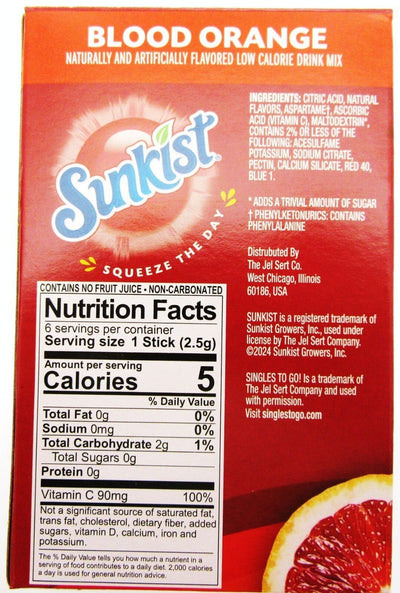 BLOOD ORANGE
NATURALLY AND ARTIFICIALLY FLAVORED LOW CALORIE DRINK MIX
Sunkist®
SQUEEZE THE DAY
INGREDIENTS: CITRIC ACID, NATURAL
FLAVORS, ASPARTAME†, ASCORBIC
ACID (VITAMIN C), MALTODEXTRIN*,
CONTAINS 2% OR LESS OF THE
FOLLOWING: ACESULFAME
POTASSIUM, SODIUM CITRATE,
PECTIN, CALCIUM SILICATE, RED 40,
BLUE 1.
* ADDS A TRIVIAL AMOUNT OF SUGAR
† PHENYLKETONURICS: CONTAINS
PHENYLALANINE
Distrubuted By
The Jel Sert Co.
West Chicago, Illinois
60186, USA
SUNKIST is a registered trademark of
Sunkist Growers, Inc., used under
license by The Jel Sert Company.
©2024 Sunkist Growers, Inc.
SINGLES TO GO! Is a trademark of
The Jel Sert Company and used
with permission.
Visit singlestogo.com
CONTAINS NO FRUIT JUICE • NON-CARBONATED
Nutrition Facts
6 servings per container
Serving size 1 Stick (2.5g)
Amount per serving
Calories 5
% Daily Value
Total Fat 0g 0%
Sodium 0mg 0%
Total Carbohydrate 2g 1%
Total Sugars 0g
Protein 0g
Vitamin C 90mg 100%
Not a significant source of saturated fat,
trans fat, cholesterol, dietary fiber, added
sugars, vitamin D, calcium, iron and
potassium.
The % Daily Value tells you how much a nutrient in a
serving of food contributes to a daily diet. 2,000 calories
a day is used for general nutrition advice.